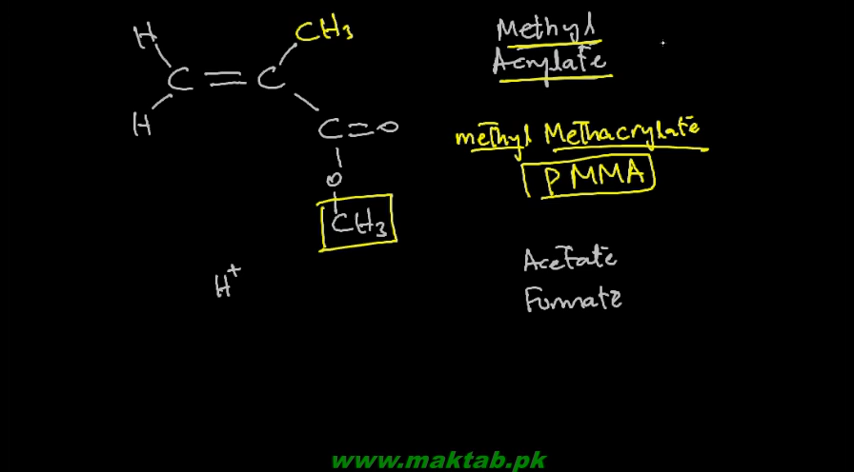 H CH3
Methyl
C = C Acrylate
H C=O methyl Methacrylate
O PMMA
CH3
Acetate
H+
Formate
www.maktab.pk